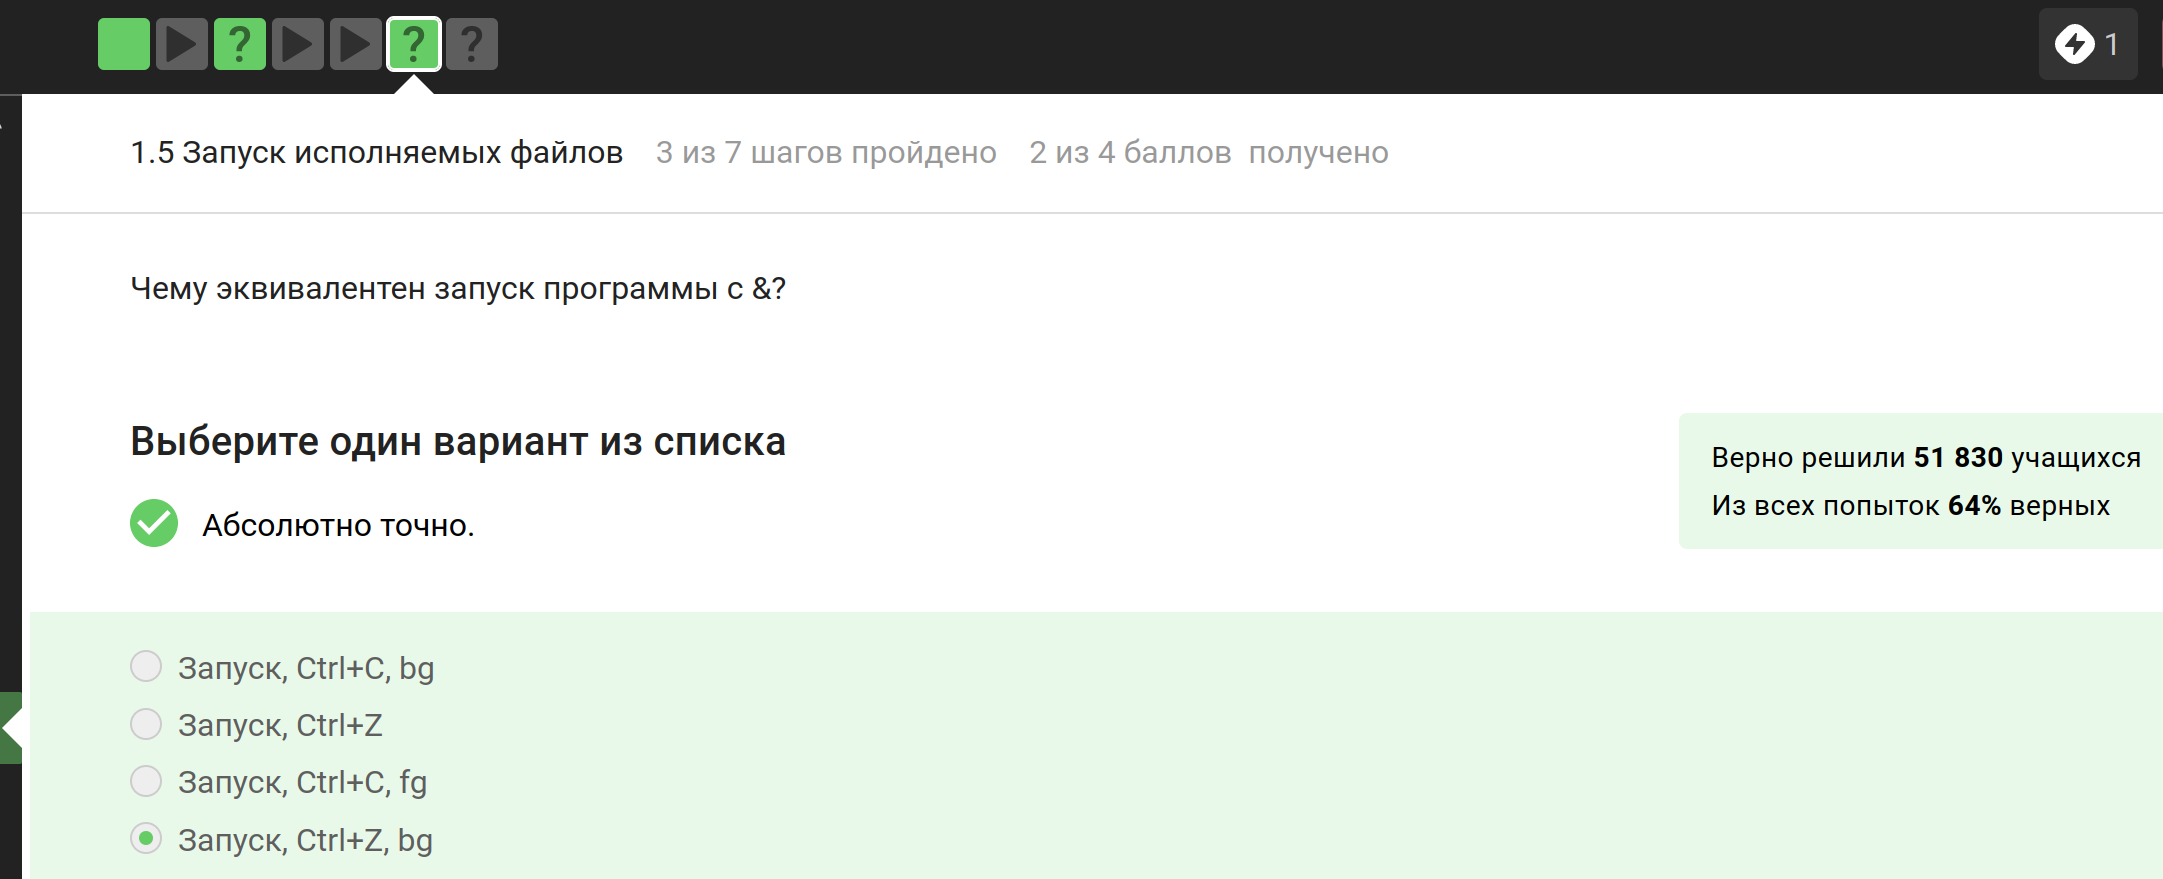 ? ? ?
1
1.5 Запуск исполняемых файлов 3 из 7 шагов пройдено 2 из 4 баллов получено
Чему эквивалентен запуск программы с &?
Выберите один вариант из списка
Абсолютно точно.
Верно решили 51 830 учащихся
Из всех попыток 64% верных
Запуск, Ctrl+C, bg
Запуск, Ctrl+Z
Запуск, Ctrl+C, fg
Запуск, Ctrl+Z, bg